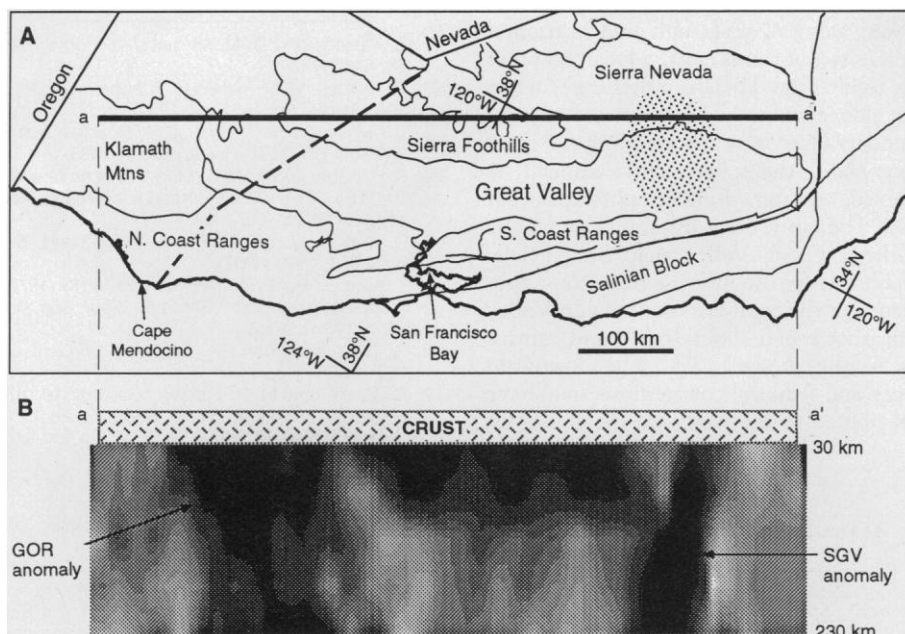 A
Oregon
Nevada
38°N
120°W
Sierra Nevada
a
a'
Klamath
Mtns
Sierra Foothills
Great Valley
N. Coast Ranges
S. Coast Ranges
Salinian Block
34°N
120°W
Cape
Mendocino
San Francisco
Bay
100 km
124°W
38°N
B
a
a'
CRUST
30 km
GOR
anomaly
SGV
anomaly
230 km